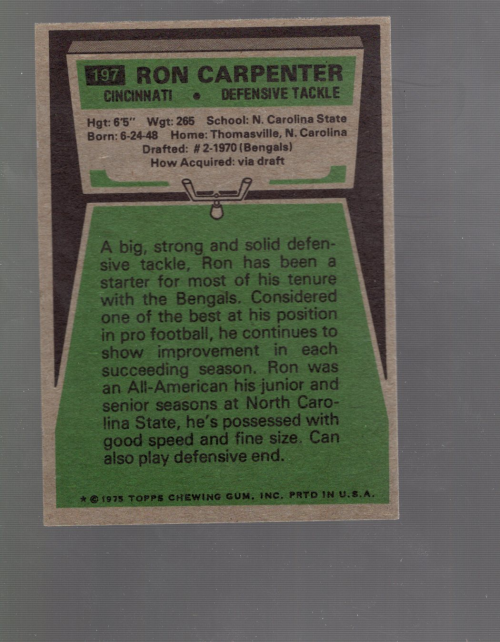 197 RON CARPENTER
CINCINNATI • DEFENSIVE TACKLE
Hgt: 6'5" Wgt: 265 School: N. Carolina State
Born: 6-24-48 Home: Thomasville, N. Carolina
Drafted: #2-1970 (Bengals)
How Acquired: via draft
A big, strong and solid defen-
sive tackle, Ron has been a
starter for most of his tenure
with the Bengals. Considered
one of the best at his position
in pro football, he continues to
show improvement in each
succeeding season. Ron was
an All-American his junior and
senior seasons at North Caro-
lina State, he's possessed with
good speed and fine size. Can
also play defensive end.
* © 1975 TOPPS CHEWING GUM, INC. PRTD IN U.S.A.